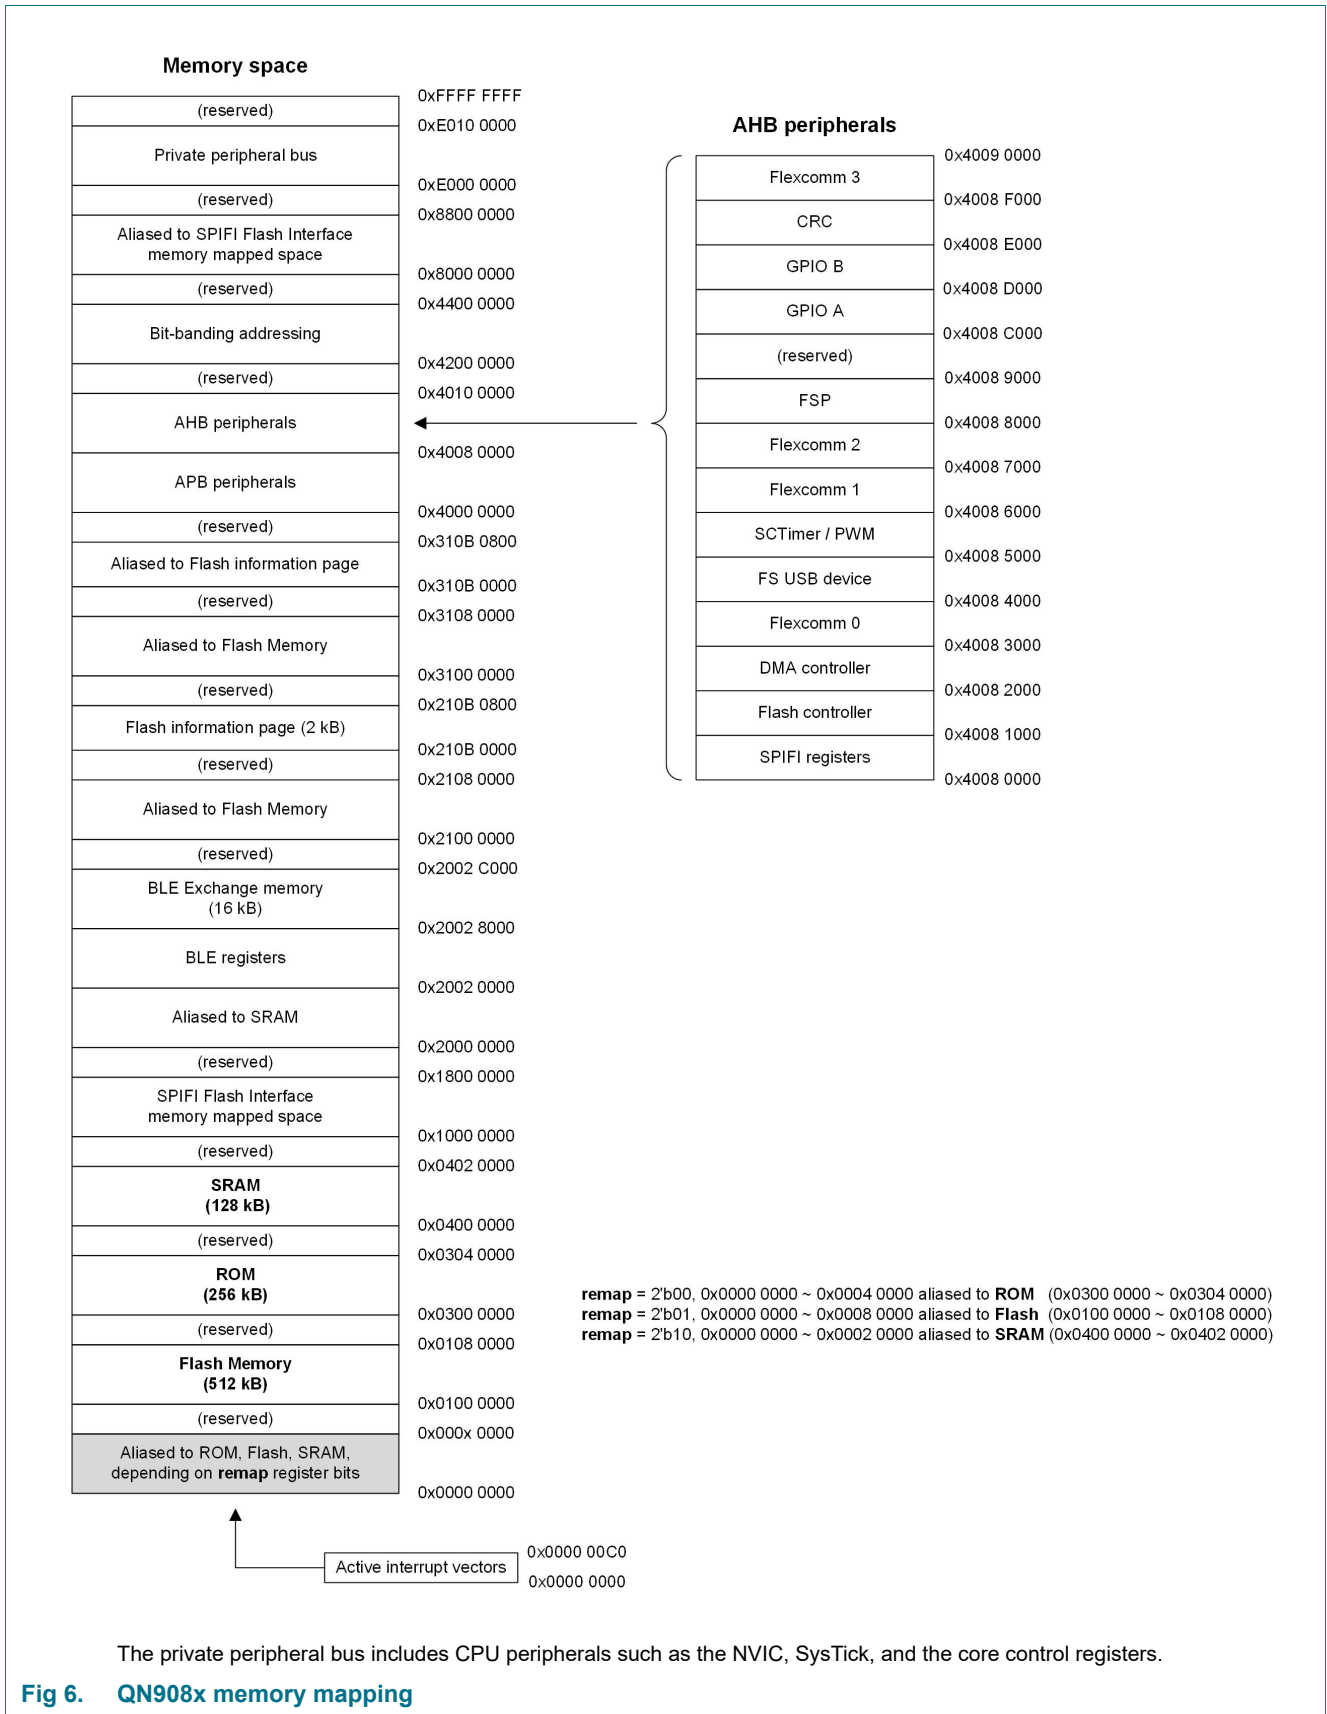 Memory space
0xFFFF FFFF
(reserved)
0xE010 0000
Private peripheral bus
0xE000 0000
(reserved)
0x8800 0000
Aliased to SPIFI Flash Interface
memory mapped space
0x8000 0000
(reserved)
0x4400 0000
Bit-banding addressing
0x4200 0000
(reserved)
0x4010 0000
AHB peripherals
0x4008 0000
APB peripherals
0x4000 0000
(reserved)
0x310B 0800
Aliased to Flash information page
0x310B 0000
(reserved)
0x3108 0000
Aliased to Flash Memory
0x3100 0000
(reserved)
0x210B 0800
Flash information page (2 kB)
0x210B 0000
(reserved)
0x2108 0000
Aliased to Flash Memory
0x2100 0000
(reserved)
0x2002 C000
BLE Exchange memory
(16 kB)
0x2002 8000
BLE registers
0x2002 0000
Aliased to SRAM
0x2000 0000
(reserved)
0x1800 0000
SPIFI Flash Interface
memory mapped space
0x1000 0000
(reserved)
0x0402 0000
SRAM
(128 kB)
0x0400 0000
(reserved)
0x0304 0000
ROM
(256 kB)
0x0300 0000
(reserved)
0x0108 0000
Flash Memory
(512 kB)
0x0100 0000
(reserved)
0x000x 0000
Aliased to ROM, Flash, SRAM,
depending on remap register bits
0x0000 0000
Active interrupt vectors
0x0000 00C0
0x0000 0000
AHB peripherals
0x4009 0000
Flexcomm 3
0x4008 F000
CRC
0x4008 E000
GPIO B
0x4008 D000
GPIO A
0x4008 C000
(reserved)
0x4008 9000
FSP
0x4008 8000
Flexcomm 2
0x4008 7000
Flexcomm 1
0x4008 6000
SCTimer / PWM
0x4008 5000
FS USB device
0x4008 4000
Flexcomm 0
0x4008 3000
DMA controller
0x4008 2000
Flash controller
0x4008 1000
SPIFI registers
0x4008 0000
remap = 2'b00, 0x0000 0000 ~ 0x0004 0000 aliased to ROM (0x0300 0000 ~ 0x0304 0000)
remap = 2'b01, 0x0000 0000 ~ 0x0008 0000 aliased to Flash (0x0100 0000 ~ 0x0108 0000)
remap = 2'b10, 0x0000 0000 ~ 0x0002 0000 aliased to SRAM (0x0400 0000 ~ 0x0402 0000)
The private peripheral bus includes CPU peripherals such as the NVIC, SysTick, and the core control registers.
Fig 6. QN908x memory mapping